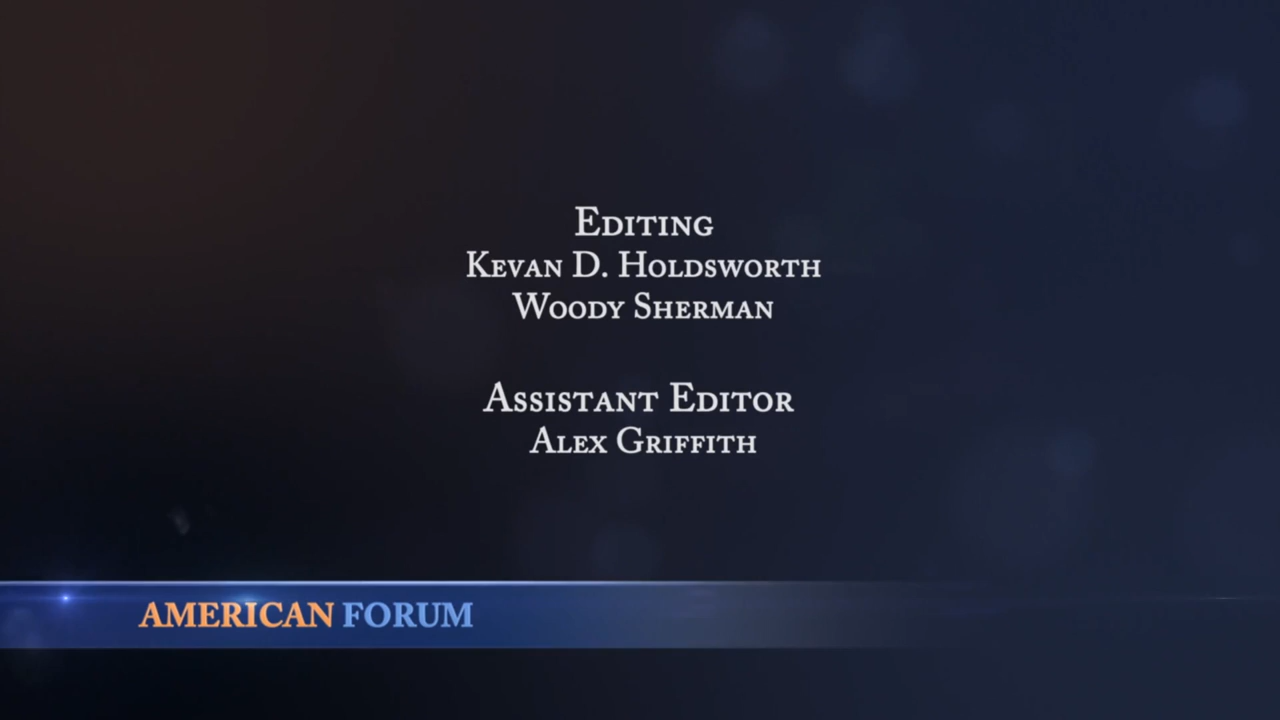 Editing
Kevan D. Holdsworth
Woody Sherman
Assistant Editor
Alex Griffith
AMERICAN FORUM